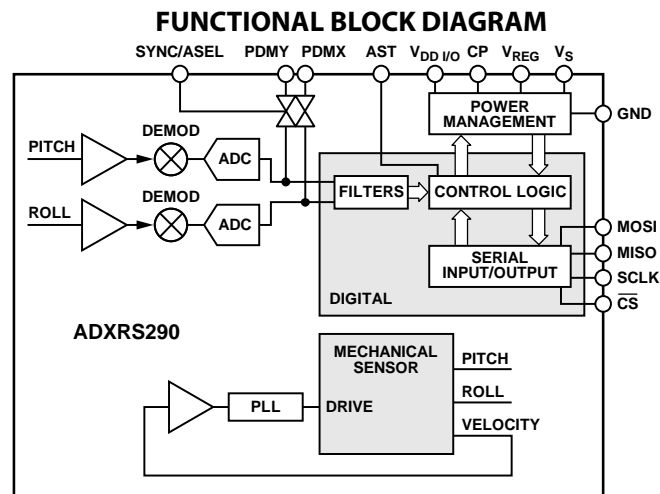 FUNCTIONAL BLOCK DIAGRAM
SYNC/ASEL PDMY PDMX AST VDD I/O CP VREG VS
POWER
MANAGEMENT
GND
PITCH
DEMOD
ADC
ROLL
DEMOD
ADC
FILTERS
CONTROL LOGIC
SERIAL
INPUT/OUTPUT
DIGITAL
MOSI
MISO
SCLK
CS
ADXRS290
MECHANICAL
SENSOR
PITCH
ROLL
VELOCITY
PLL
DRIVE